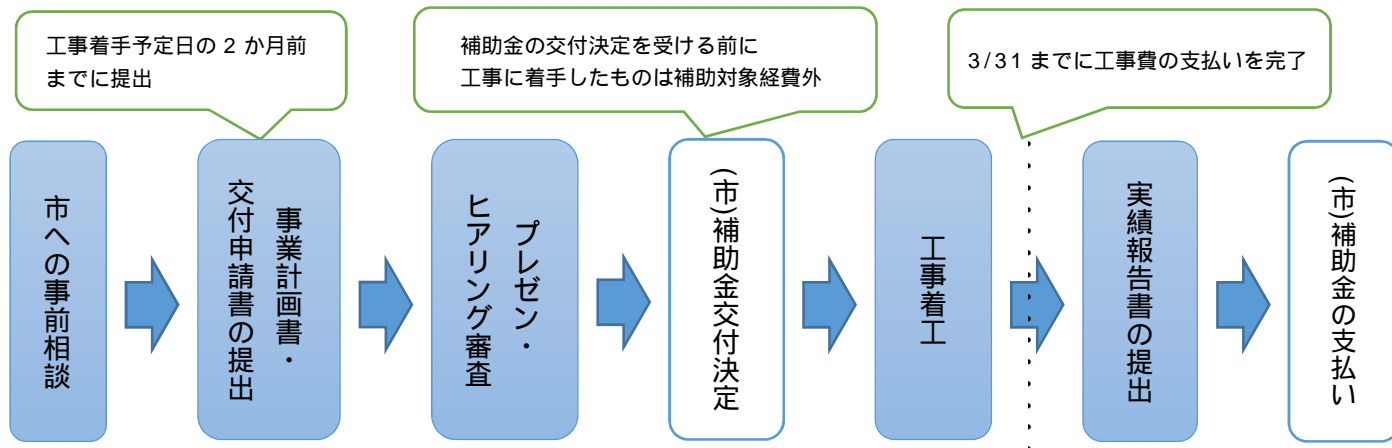 工事着手予定日の 2 か月前
までに提出
補助金の交付決定を受ける前に
工事に着手したものは補助対象経費外
3/31 までに工事費の支払いを完了
市への事前相談
事業計画書・
交付申請書の提出
プレゼン・
ヒアリング審査
(市)補助金交付決定
工事着工
実績報告書の提出
(市)補助金の支払い